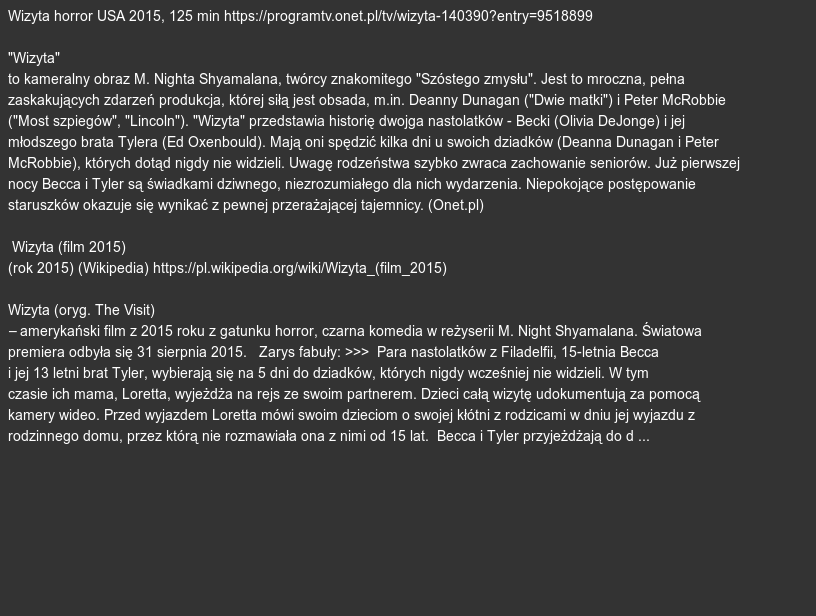 Wizyta horror USA 2015, 125 min https://programtv.onet.pl/tv/wizyta-140390?entry=9518899
"Wizyta"
to kameralny obraz M. Nighta Shyamalana, twórcy znakomitego "Szóstego zmysłu". Jest to mroczna, pełna
zaskakujących zdarzeń produkcja, której siłą jest obsada, m.in. Deanny Dunagan ("Dwie matki") i Peter McRobbie
("Most szpiegów", "Lincoln"). "Wizyta" przedstawia historię dwojga nastolatków - Becki (Olivia DeJonge) i jej
młodszego brata Tylera (Ed Oxenbould). Mają oni spędzić kilka dni u swoich dziadków (Deanna Dunagan i Peter
McRobbie), których dotąd nigdy nie widzieli. Uwagę rodzeństwa szybko zwraca zachowanie seniorów. Już pierwszej
nocy Becca i Tyler są świadkami dziwnego, niezrozumiałego dla nich wydarzenia. Niepokojące postępowanie
staruszków okazuje się wynikać z pewnej przerażającej tajemnicy. (Onet.pl)
Wizyta (film 2015)
(rok 2015) (Wikipedia) https://pl.wikipedia.org/wiki/Wizyta_(film_2015)
Wizyta (oryg. The Visit)
– amerykański film z 2015 roku z gatunku horror, czarna komedia w reżyserii M. Night Shyamalana. Światowa
premiera odbyła się 31 sierpnia 2015.   Zarys fabuły: >>>  Para nastolatków z Filadelfii, 15-letnia Becca
i jej 13 letni brat Tyler, wybierają się na 5 dni do dziadków, których nigdy wcześniej nie widzieli. W tym
czasie ich mama, Loretta, wyjeżdża na rejs ze swoim partnerem. Dzieci całą wizytę udokumentują za pomocą
kamery wideo. Przed wyjazdem Loretta mówi swoim dzieciom o swojej kłótni z rodzicami w dniu jej wyjazdu z
rodzinnego domu, przez którą nie rozmawiała ona z nimi od 15 lat.  Becca i Tyler przyjeżdżają do d ...